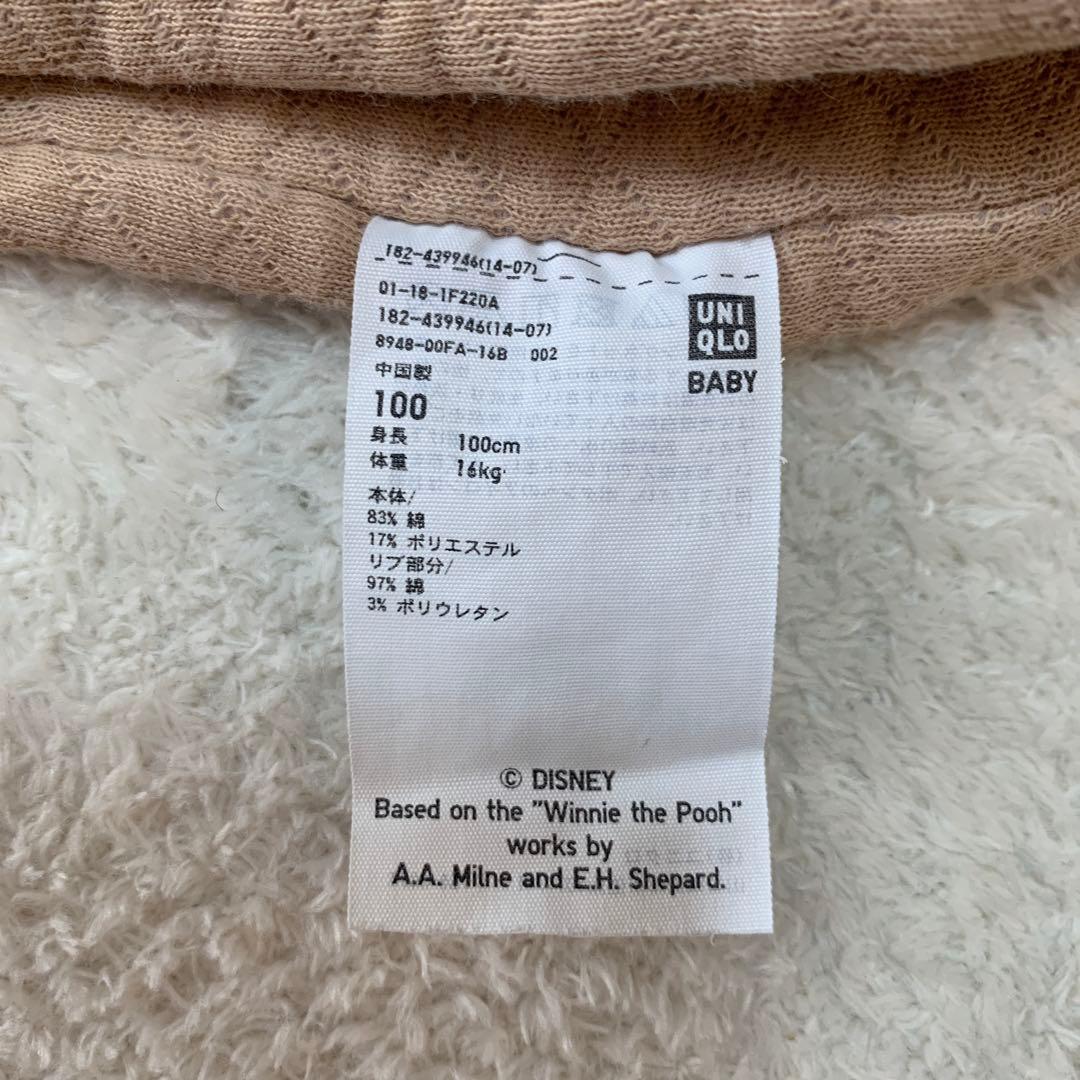 182-439946(14-07)
01-18-1F220A
182-439946(14-07)
8948-00FA-16B 002
中国製
100
身長 100cm
体重 16kg
本体/
83% 綿
17% ポリエステル
リブ部分/
97% 綿
3% ポリウレタン
UNI
QLO
BABY
© DISNEY
Based on the "Winnie the Pooh"
works by
A.A. Milne and E.H. Shepard.